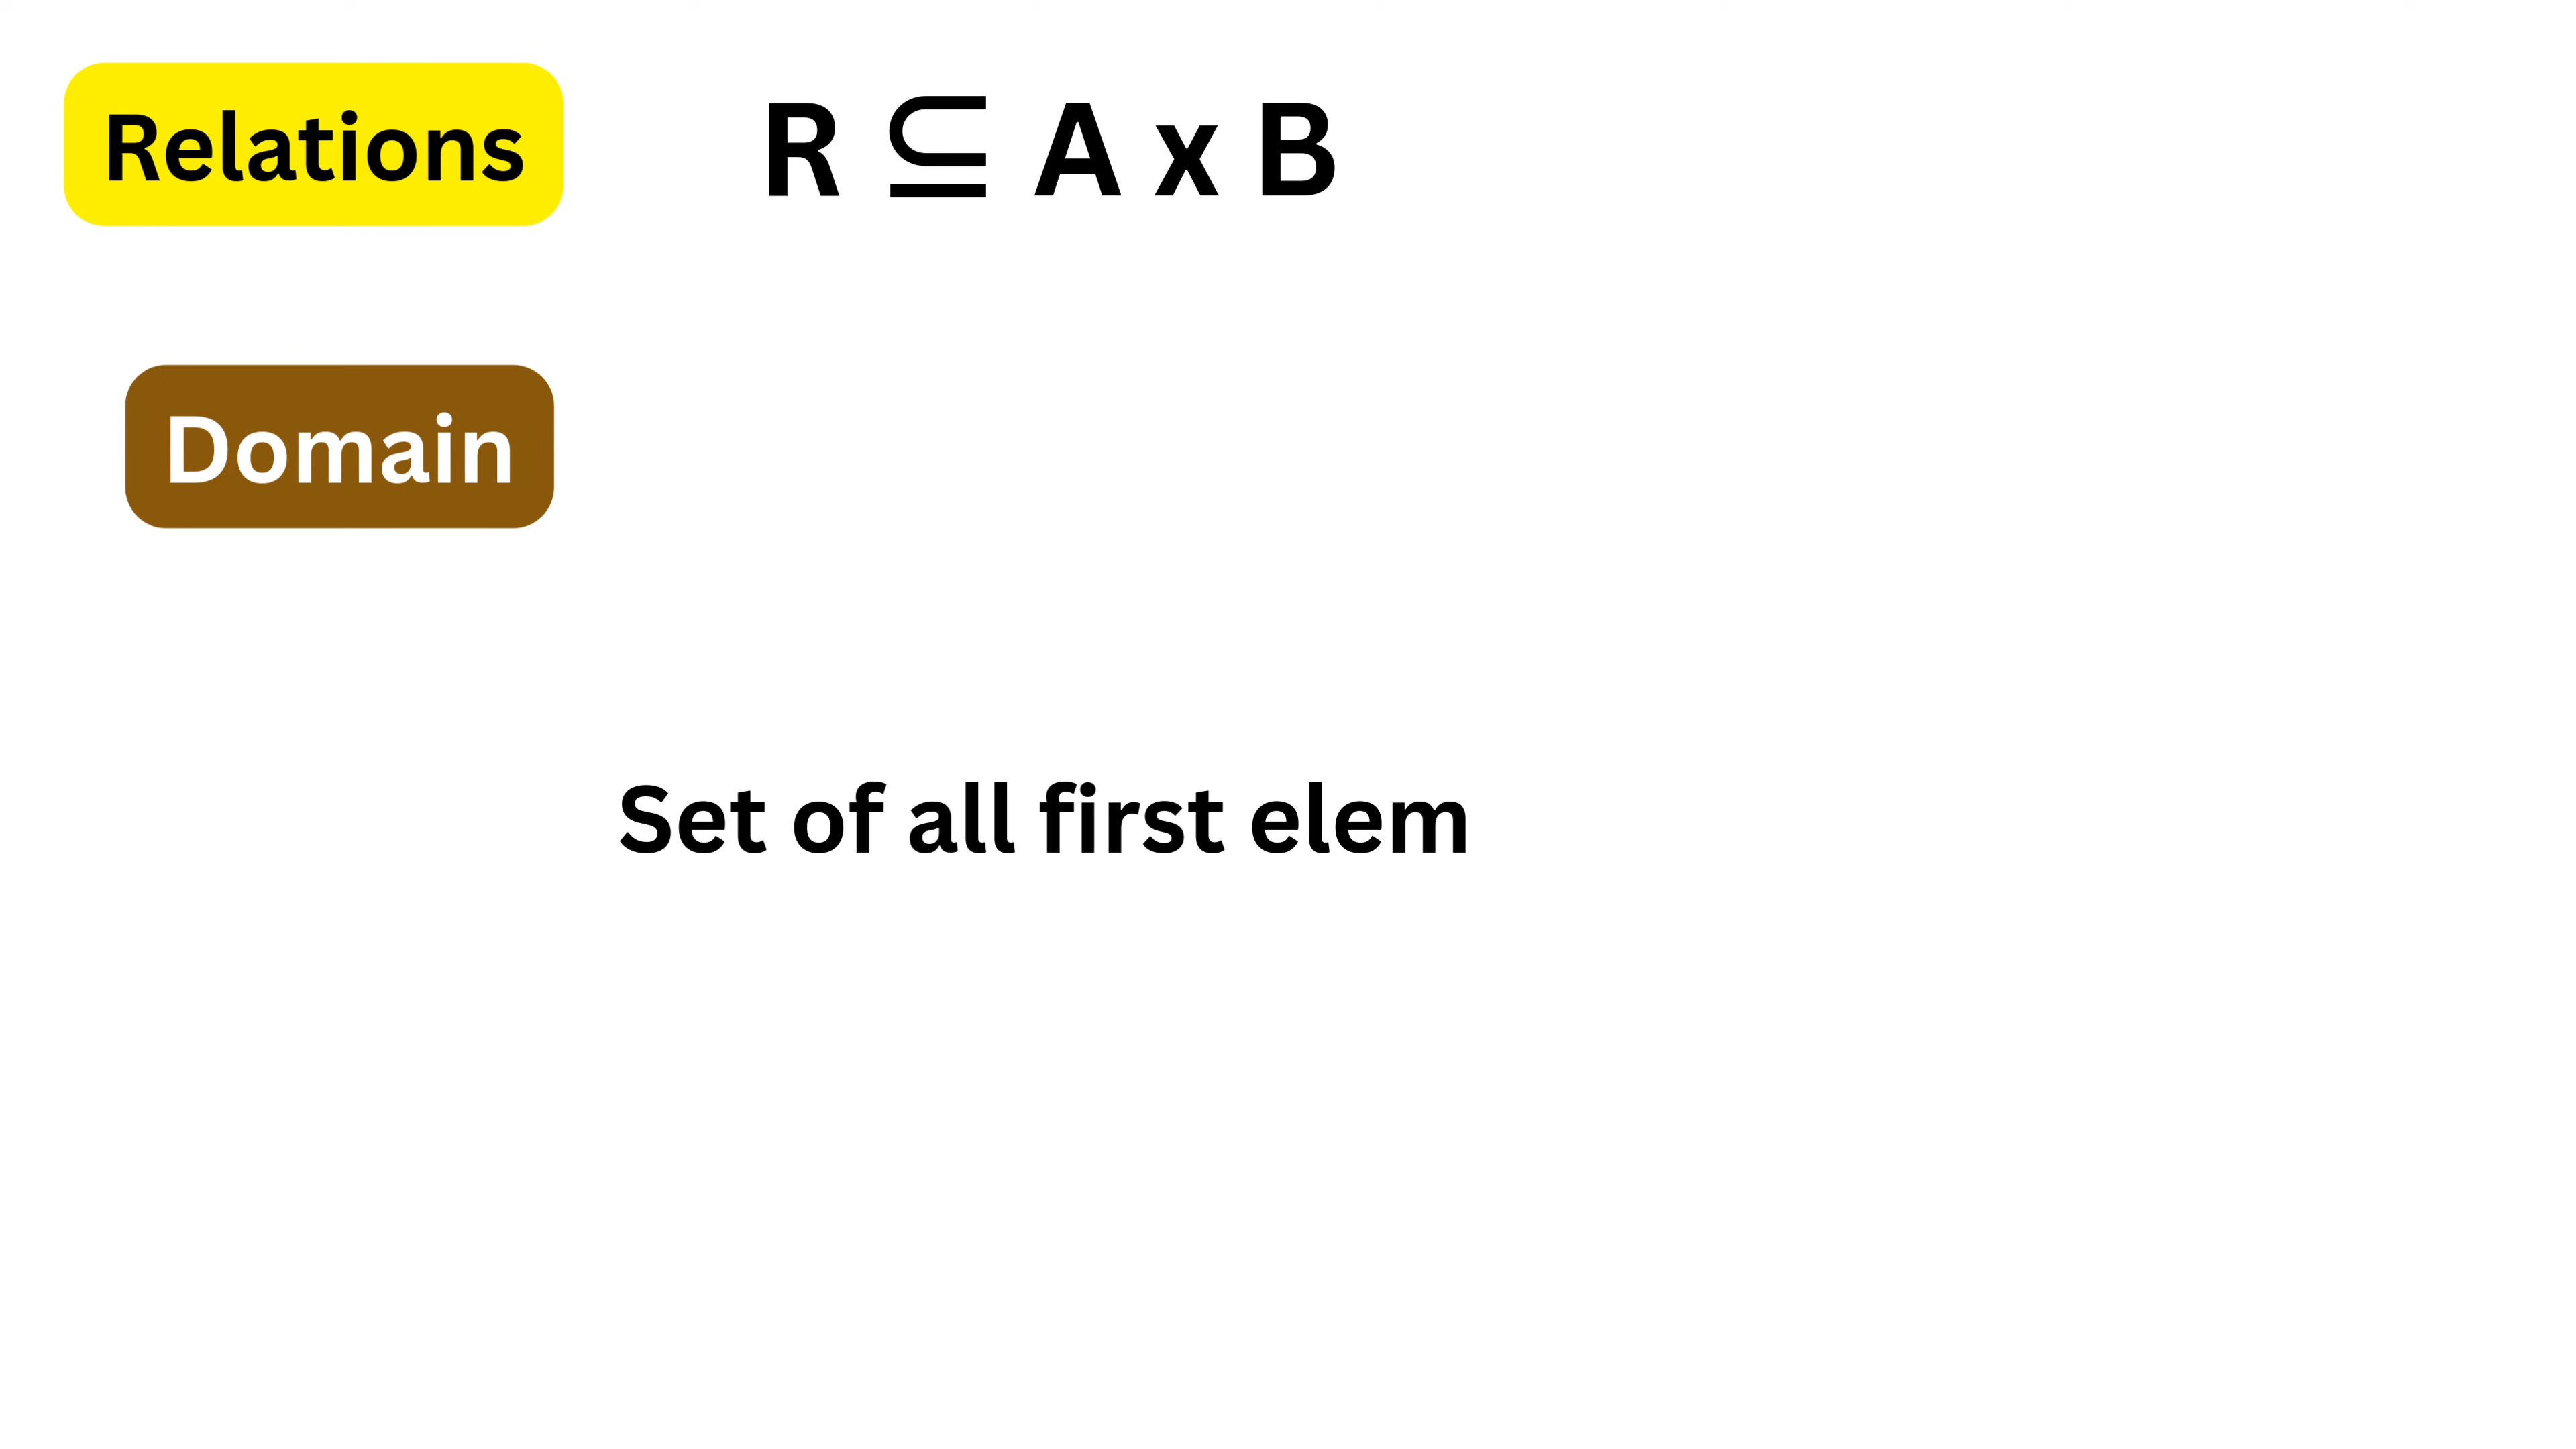 Relations
R ⊆ A x B
Domain
Set of all first elem